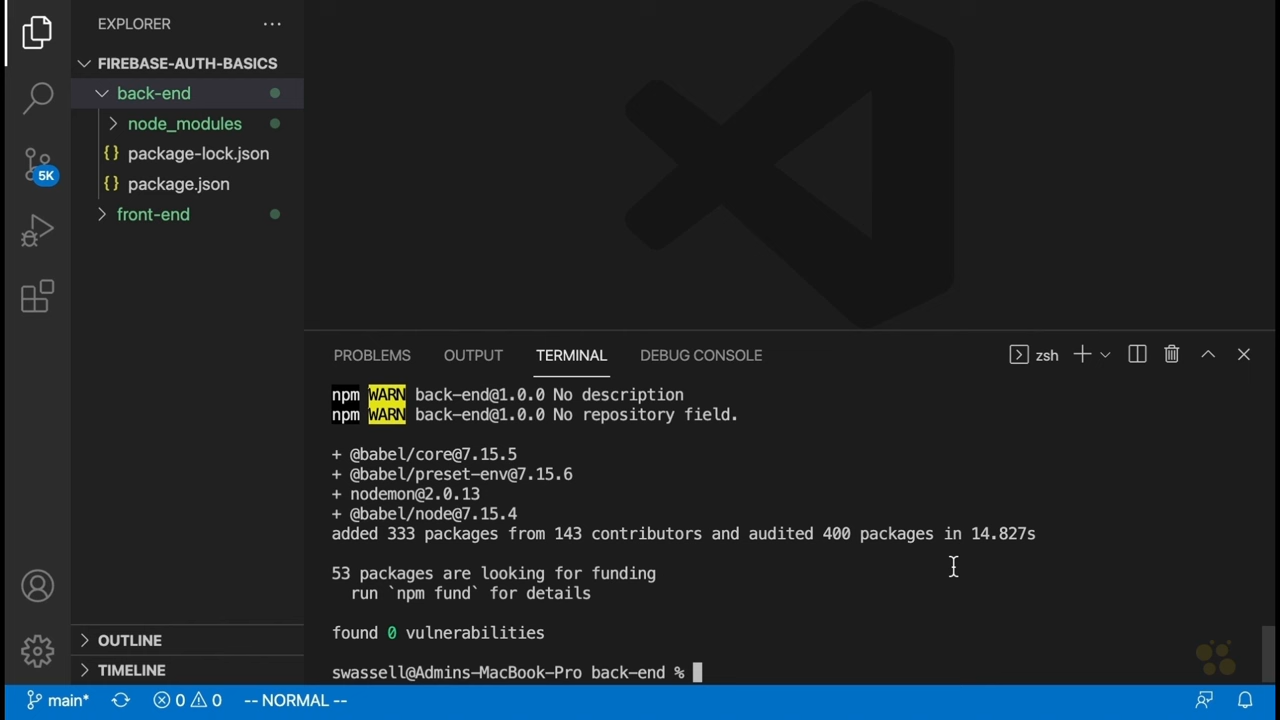 EXPLORER ...
FIREBASE-AUTH-BASICS
back-end
node_modules
{} package-lock.json
{} package.json
front-end
5K
OUTLINE
TIMELINE
PROBLEMS OUTPUT TERMINAL DEBUG CONSOLE zsh
npm WARN back-end@1.0.0 No description
npm WARN back-end@1.0.0 No repository field.
+ @babel/core@7.15.5
+ @babel/preset-env@7.15.6
+ nodemon@2.0.13
+ @babel/node@7.15.4
added 333 packages from 143 contributors and audited 400 packages in 14.827s
53 packages are looking for funding
run `npm fund` for details
found 0 vulnerabilities
swassell@Admins-MacBook-Pro back-end %
main* 0 0 -- NORMAL --